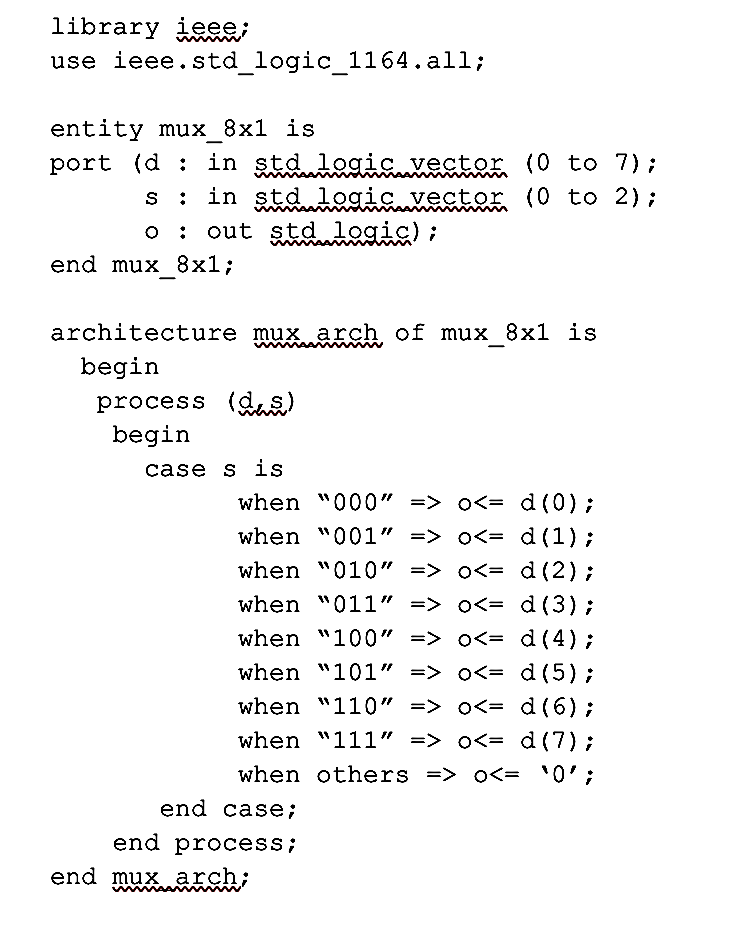 library ieee;
use ieee.std_logic_1164.all;
entity mux_8x1 is
port (d : in std_logic_vector (0 to 7);
s : in std_logic_vector (0 to 2);
o : out std_logic);
end mux_8x1;
architecture mux_arch of mux_8x1 is
begin
process (d,s)
begin
case s is
when “000” => o<= d(0);
when “001” => o<= d(1);
when “010” => o<= d(2);
when “011” => o<= d(3);
when “100” => o<= d(4);
when “101” => o<= d(5);
when “110” => o<= d(6);
when “111” => o<= d(7);
when others => o<= ‘0’;
end case;
end process;
end mux_arch;